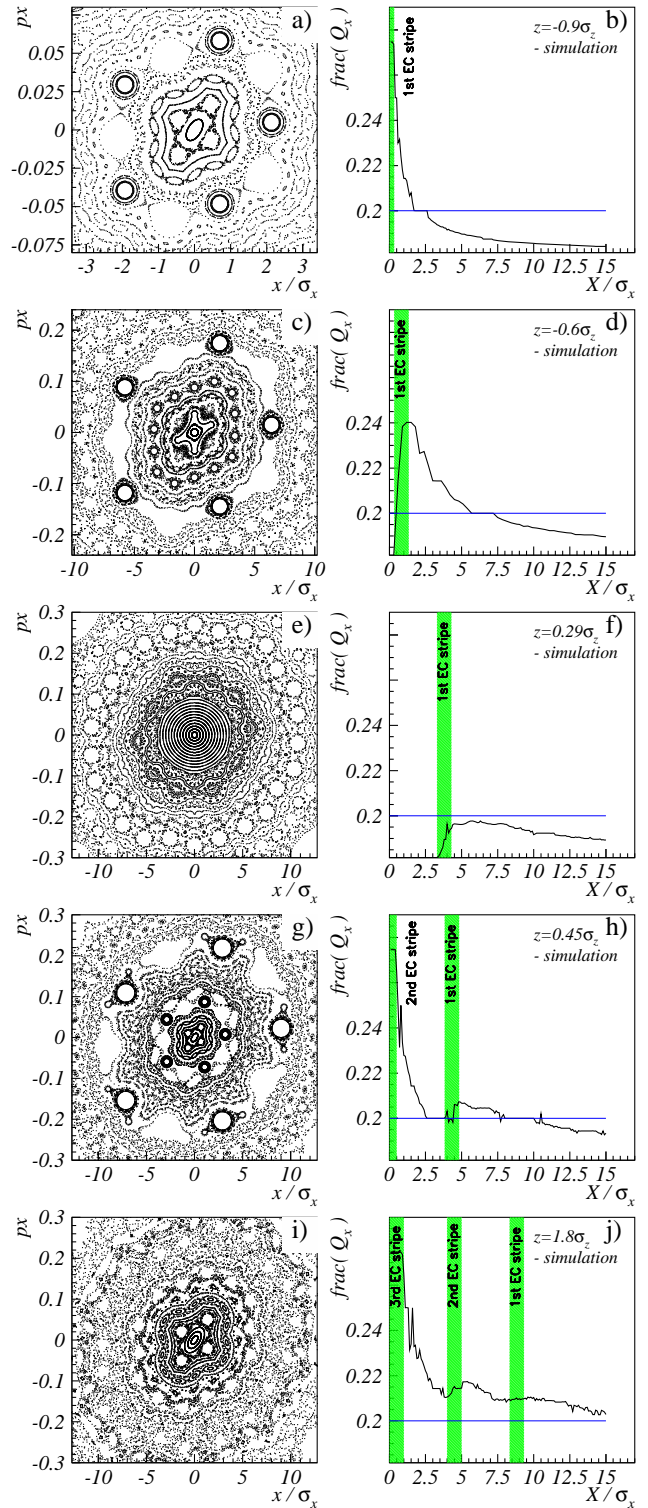 a)
px
0.075
0.05
0.025
0
-0.025
-0.05
-0.075
-3.4 -2 -1 0 1 2 3.4
x / σx
b)
frac( Qx )
1st EC stripe
z=-0.9σz
- simulation
0.24
0.22
0.2
0 2.5 5 7.5 10 12.5 15
X / σx
c)
px
0.2
0.1
0
-0.1
-0.2
-10 -5 0 5 10
x / σx
d)
frac( Qx )
1st EC stripe
z=-0.6σz
- simulation
0.24
0.22
0.2
0 2.5 5 7.5 10 12.5 15
X / σx
e)
px
0.3
0.2
0.1
0
-0.1
-0.2
-0.3
-10 -5 0 5 10
x / σx
f)
frac( Qx )
1st EC stripe
z=0.29σz
- simulation
0.24
0.22
0.2
0 2.5 5 7.5 10 12.5 15
X / σx
g)
px
0.3
0.2
0.1
0
-0.1
-0.2
-0.3
-10 -5 0 5 10
x / σx
h)
frac( Qx )
2nd EC stripe
1st EC stripe
z=0.45σz
- simulation
0.24
0.22
0.2
0 2.5 5 7.5 10 12.5 15
X / σx
i)
px
0.3
0.2
0.1
0
-0.1
-0.2
-0.3
-10 -5 0 5 10
x / σx
j)
frac( Qx )
3rd EC stripe
2nd EC stripe
1st EC stripe
z=1.8σz
- simulation
0.24
0.22
0.2
0 2.5 5 7.5 10 12.5 15
X / σx